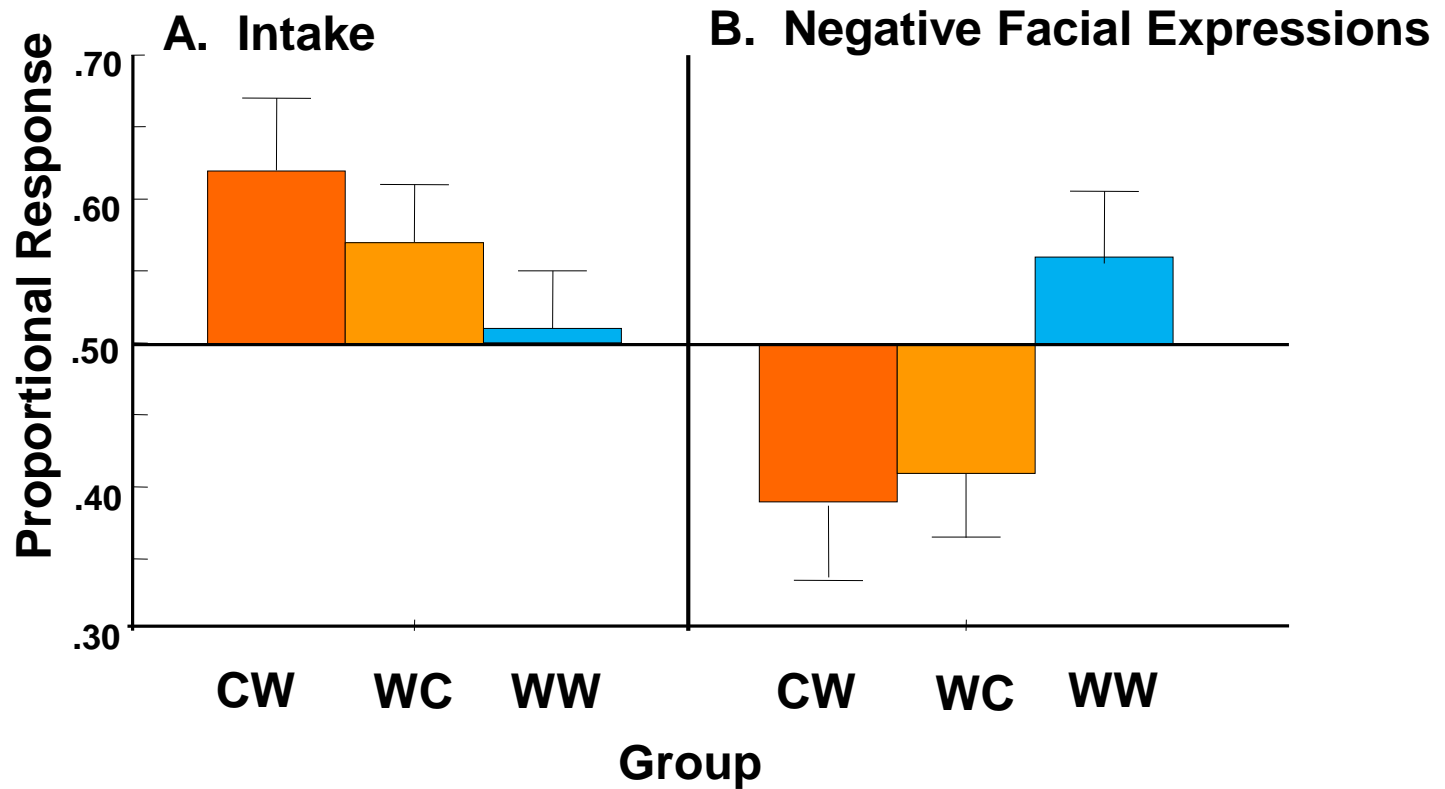 A. Intake
B. Negative Facial Expressions
Proportional Response
.70
.60
.50
.40
.30
CW WC WW
CW WC WW
Group